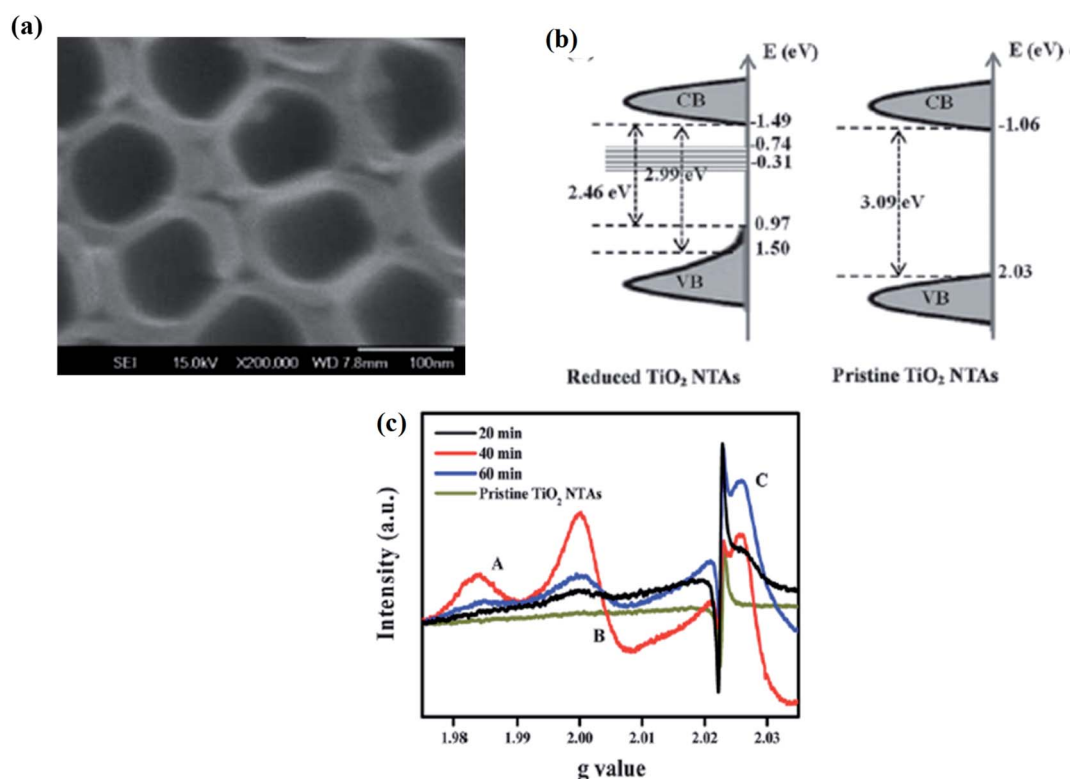 (a)
SEI 15.0kV X200,000 WD 7.8mm 100nm
(b)
E (eV)
CB
-1.49
-0.74
-0.31
2.99 eV
2.46 eV
0.97
1.50
VB
Reduced TiO₂ NTAs
E (eV)
CB
-1.06
3.09 eV
2.03
VB
Pristine TiO₂ NTAs
(c)
20 min
40 min
60 min
Pristine TiO₂ NTAs
A
B
C
Intensity (a.u.)
1.98 1.99 2.00 2.01 2.02 2.03
g value